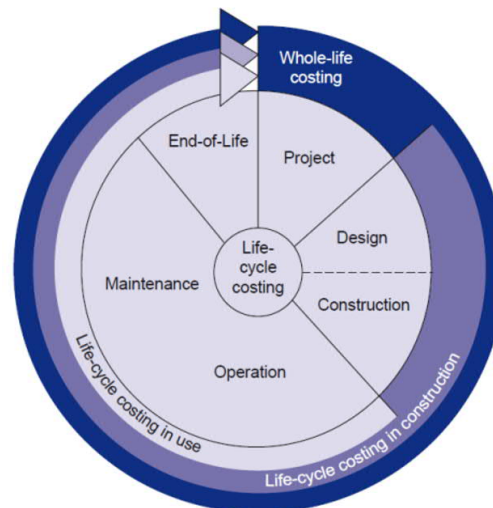 Whole-life
costing
End-of-Life
Project
Design
Life-
cycle
costing
Maintenance
Construction
Operation
Life-cycle costing in use
Life-cycle costing in construction